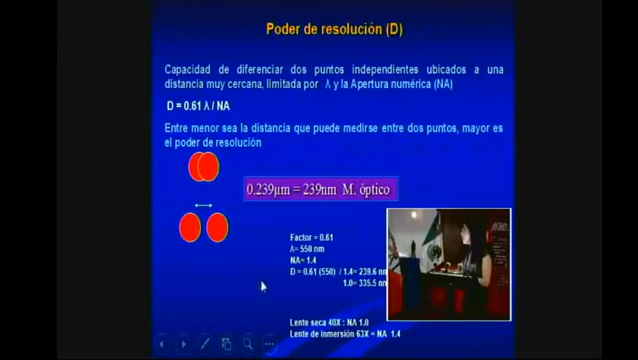 Poder de resolución (D)
Capacidad de diferenciar dos puntos independientes ubicados a una
distancia muy cercana, limitada por λ y la Apertura numérica (NA)
D = 0.61 λ / NA
Entre menor sea la distancia que puede medirse entre dos puntos, mayor es
el poder de resolución
0.239µm = 239nm M. óptico
Factor = 0.61
λ= 550 nm
NA= 1.4
D = 0.61 (550) / 1.4= 239.6 nm
1.0= 335.5 nm
Lente seca 40X : NA 1.0
Lente de inmersión 63X = NA 1.4